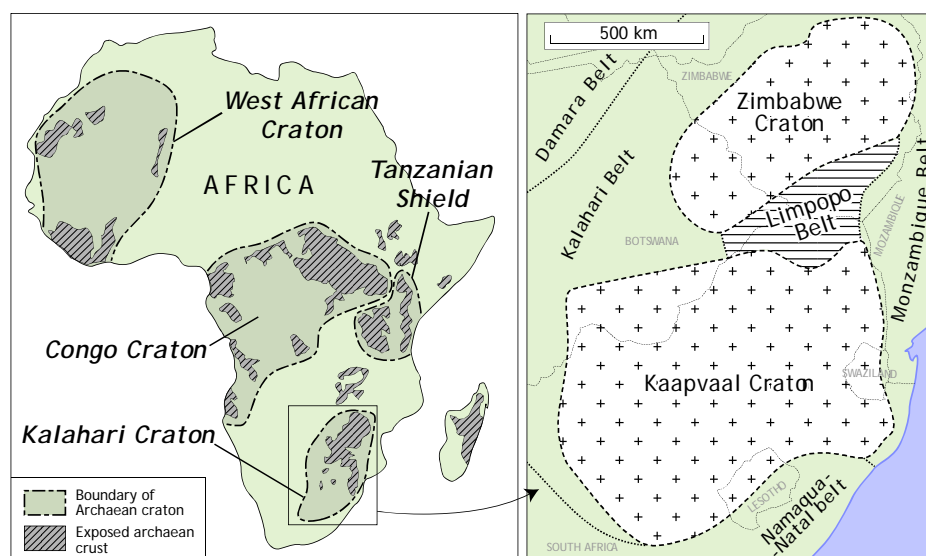 West African
Craton
AFRICA
Tanzanian
Shield
Congo Craton
Kalahari Craton
Boundary of
Archaean craton
Exposed archaean
crust
500 km
Damara Belt
ZIMBABWE
Zimbabwe
Craton
Kalahari Belt
Limpopo
Belt
BOTSWANA
MOZAMBIQUE
Monzambique Belt
Kaapvaal Craton
SWAZILAND
LESOTHO
Namaqua
-Natal belt
SOUTH AFRICA